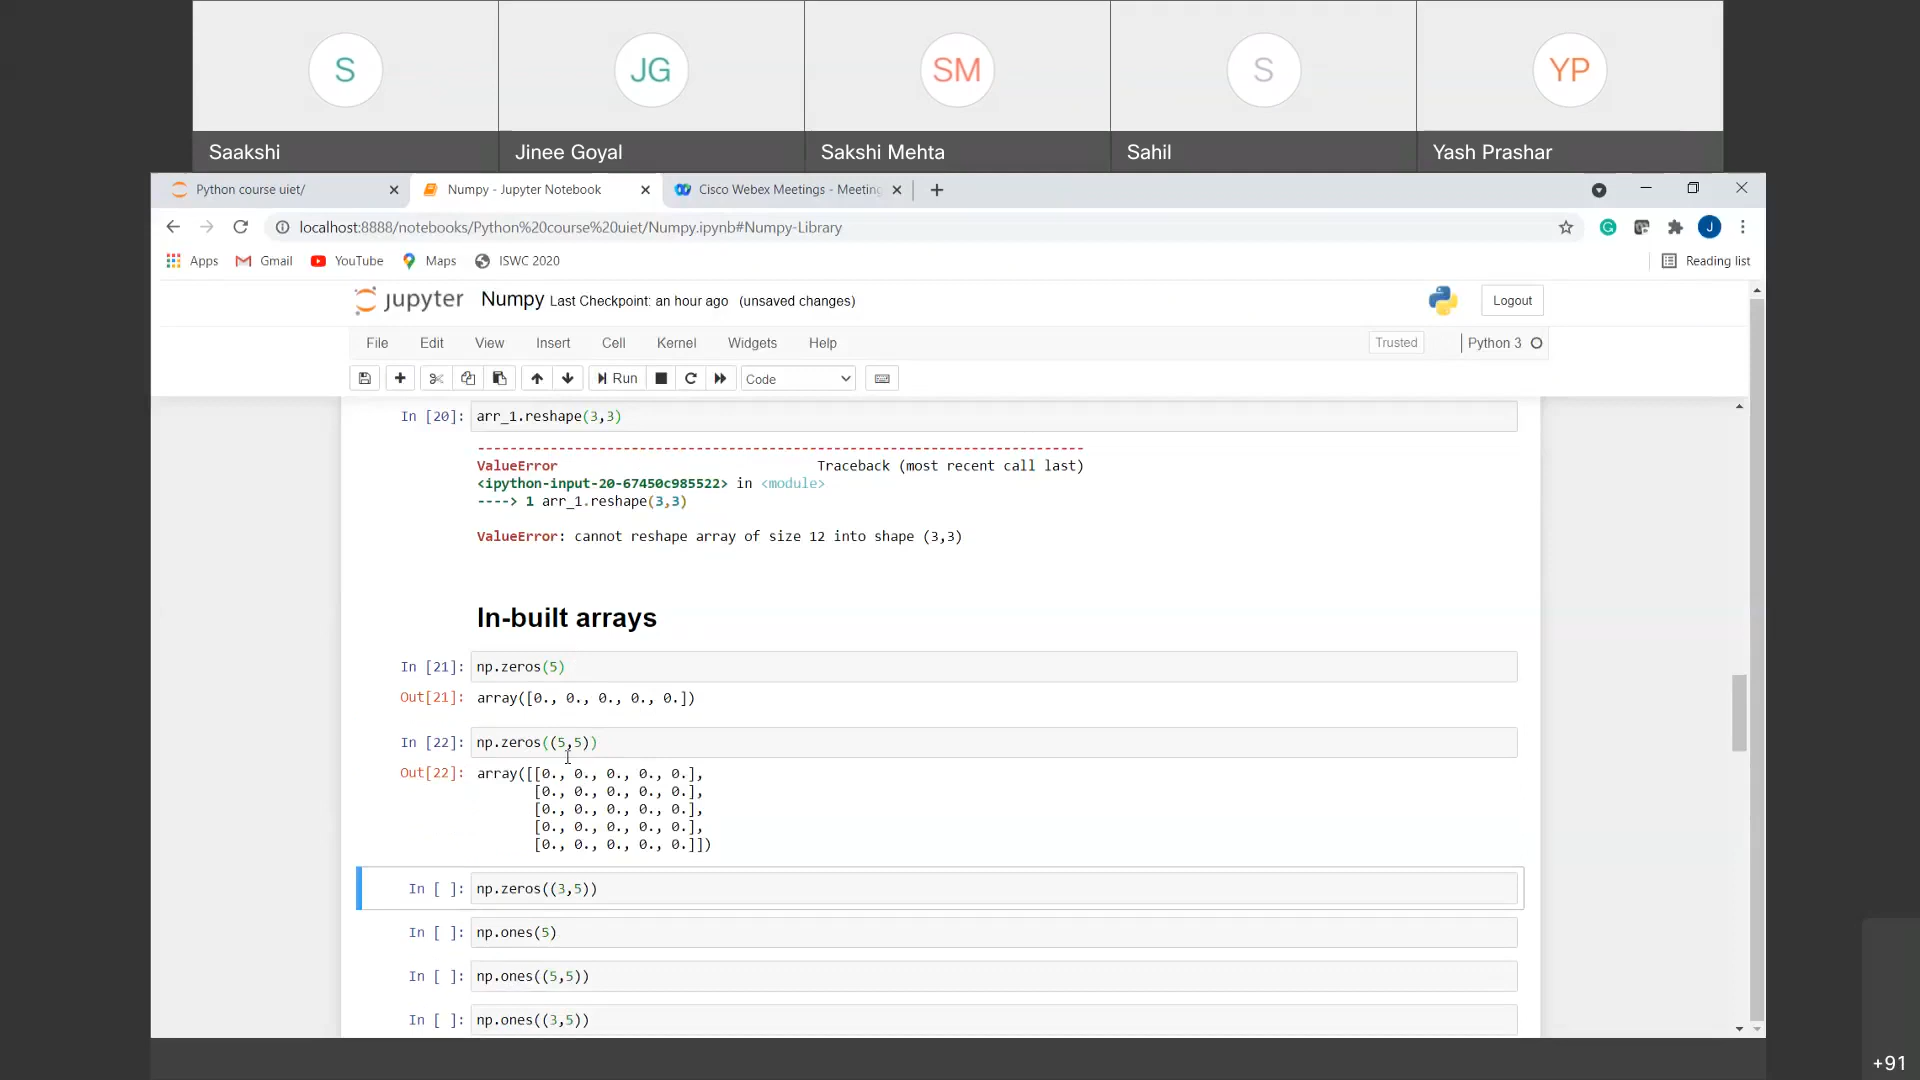 S
JG
SM
S
YP
Saakshi
Jinee Goyal
Sakshi Mehta
Sahil
Yash Prashar
Python course uiet/
Numpy - Jupyter Notebook
Cisco Webex Meetings - Meeting
localhost:8888/notebooks/Python%20course%20uiet/Numpy.ipynb#Numpy-Library
J
Apps
Gmail
YouTube
Maps
ISWC 2020
Reading list
jupyter
Numpy Last Checkpoint: an hour ago (unsaved changes)
Logout
File
Edit
View
Insert
Cell
Kernel
Widgets
Help
Trusted
Python 3
Run
Code
In [20]: arr_1.reshape(3,3)
---------------------------------------------------------------------------
ValueError Traceback (most recent call last)
<ipython-input-20-67450c985522> in <module>
----> 1 arr_1.reshape(3,3)
ValueError: cannot reshape array of size 12 into shape (3,3)
In-built arrays
In [21]: np.zeros(5)
Out[21]: array([0., 0., 0., 0., 0.])
In [22]: np.zeros((5,5))
Out[22]: array([[0., 0., 0., 0., 0.],
[0., 0., 0., 0., 0.],
[0., 0., 0., 0., 0.],
[0., 0., 0., 0., 0.],
[0., 0., 0., 0., 0.]])
In [ ]: np.zeros((3,5))
In [ ]: np.ones(5)
In [ ]: np.ones((5,5))
In [ ]: np.ones((3,5))
+91